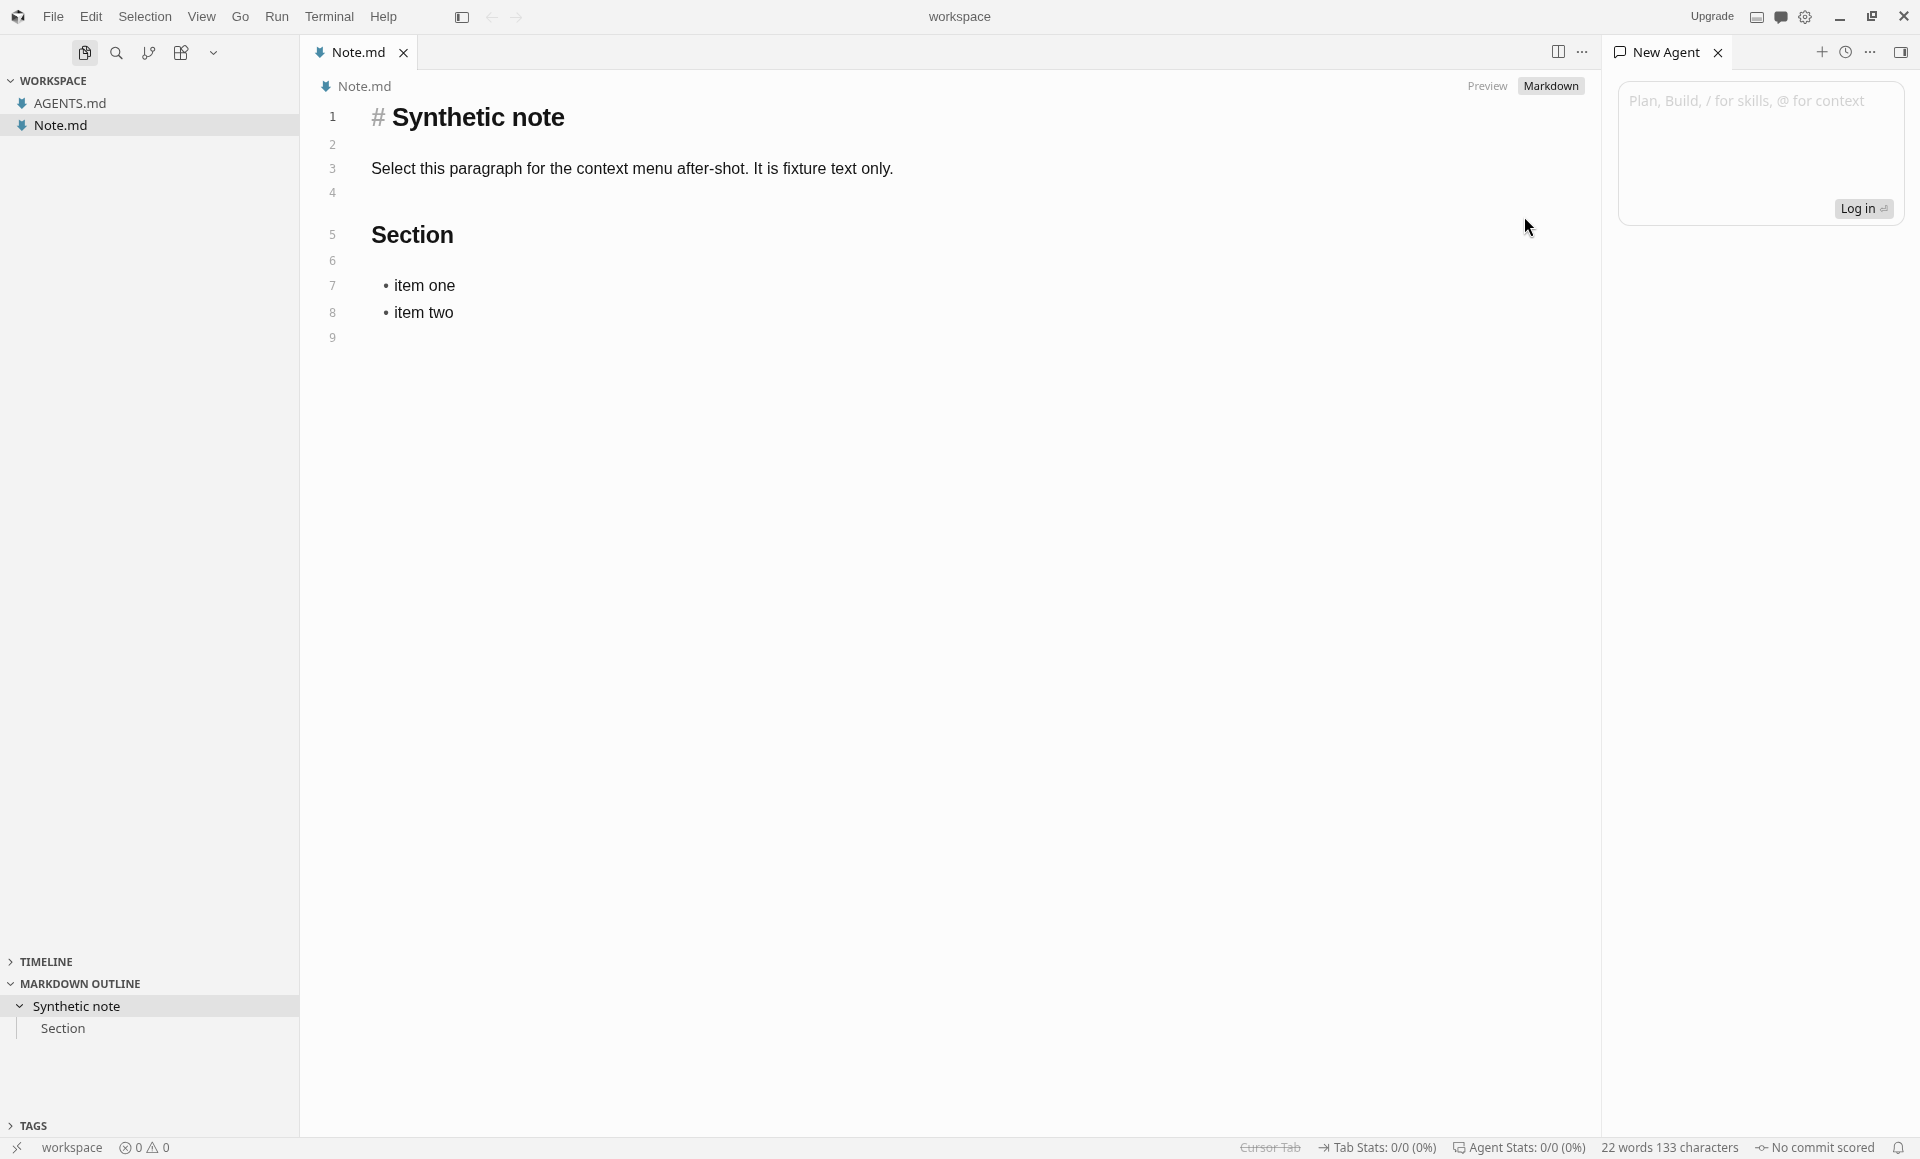 File Edit Selection View Go Run Terminal Help
workspace
Upgrade
WORKSPACE
AGENTS.md
Note.md
Note.md
Note.md
Preview Markdown
1 # Synthetic note
2
3 Select this paragraph for the context menu after-shot. It is fixture text only.
4
5 Section
6
7 • item one
8 • item two
9
New Agent
Plan, Build, / for skills, @ for context
Log in ⏎
TIMELINE
MARKDOWN OUTLINE
Synthetic note
Section
TAGS
workspace 0 0 Cursor Tab Tab Stats: 0/0 (0%) Agent Stats: 0/0 (0%) 22 words 133 characters No commit scored